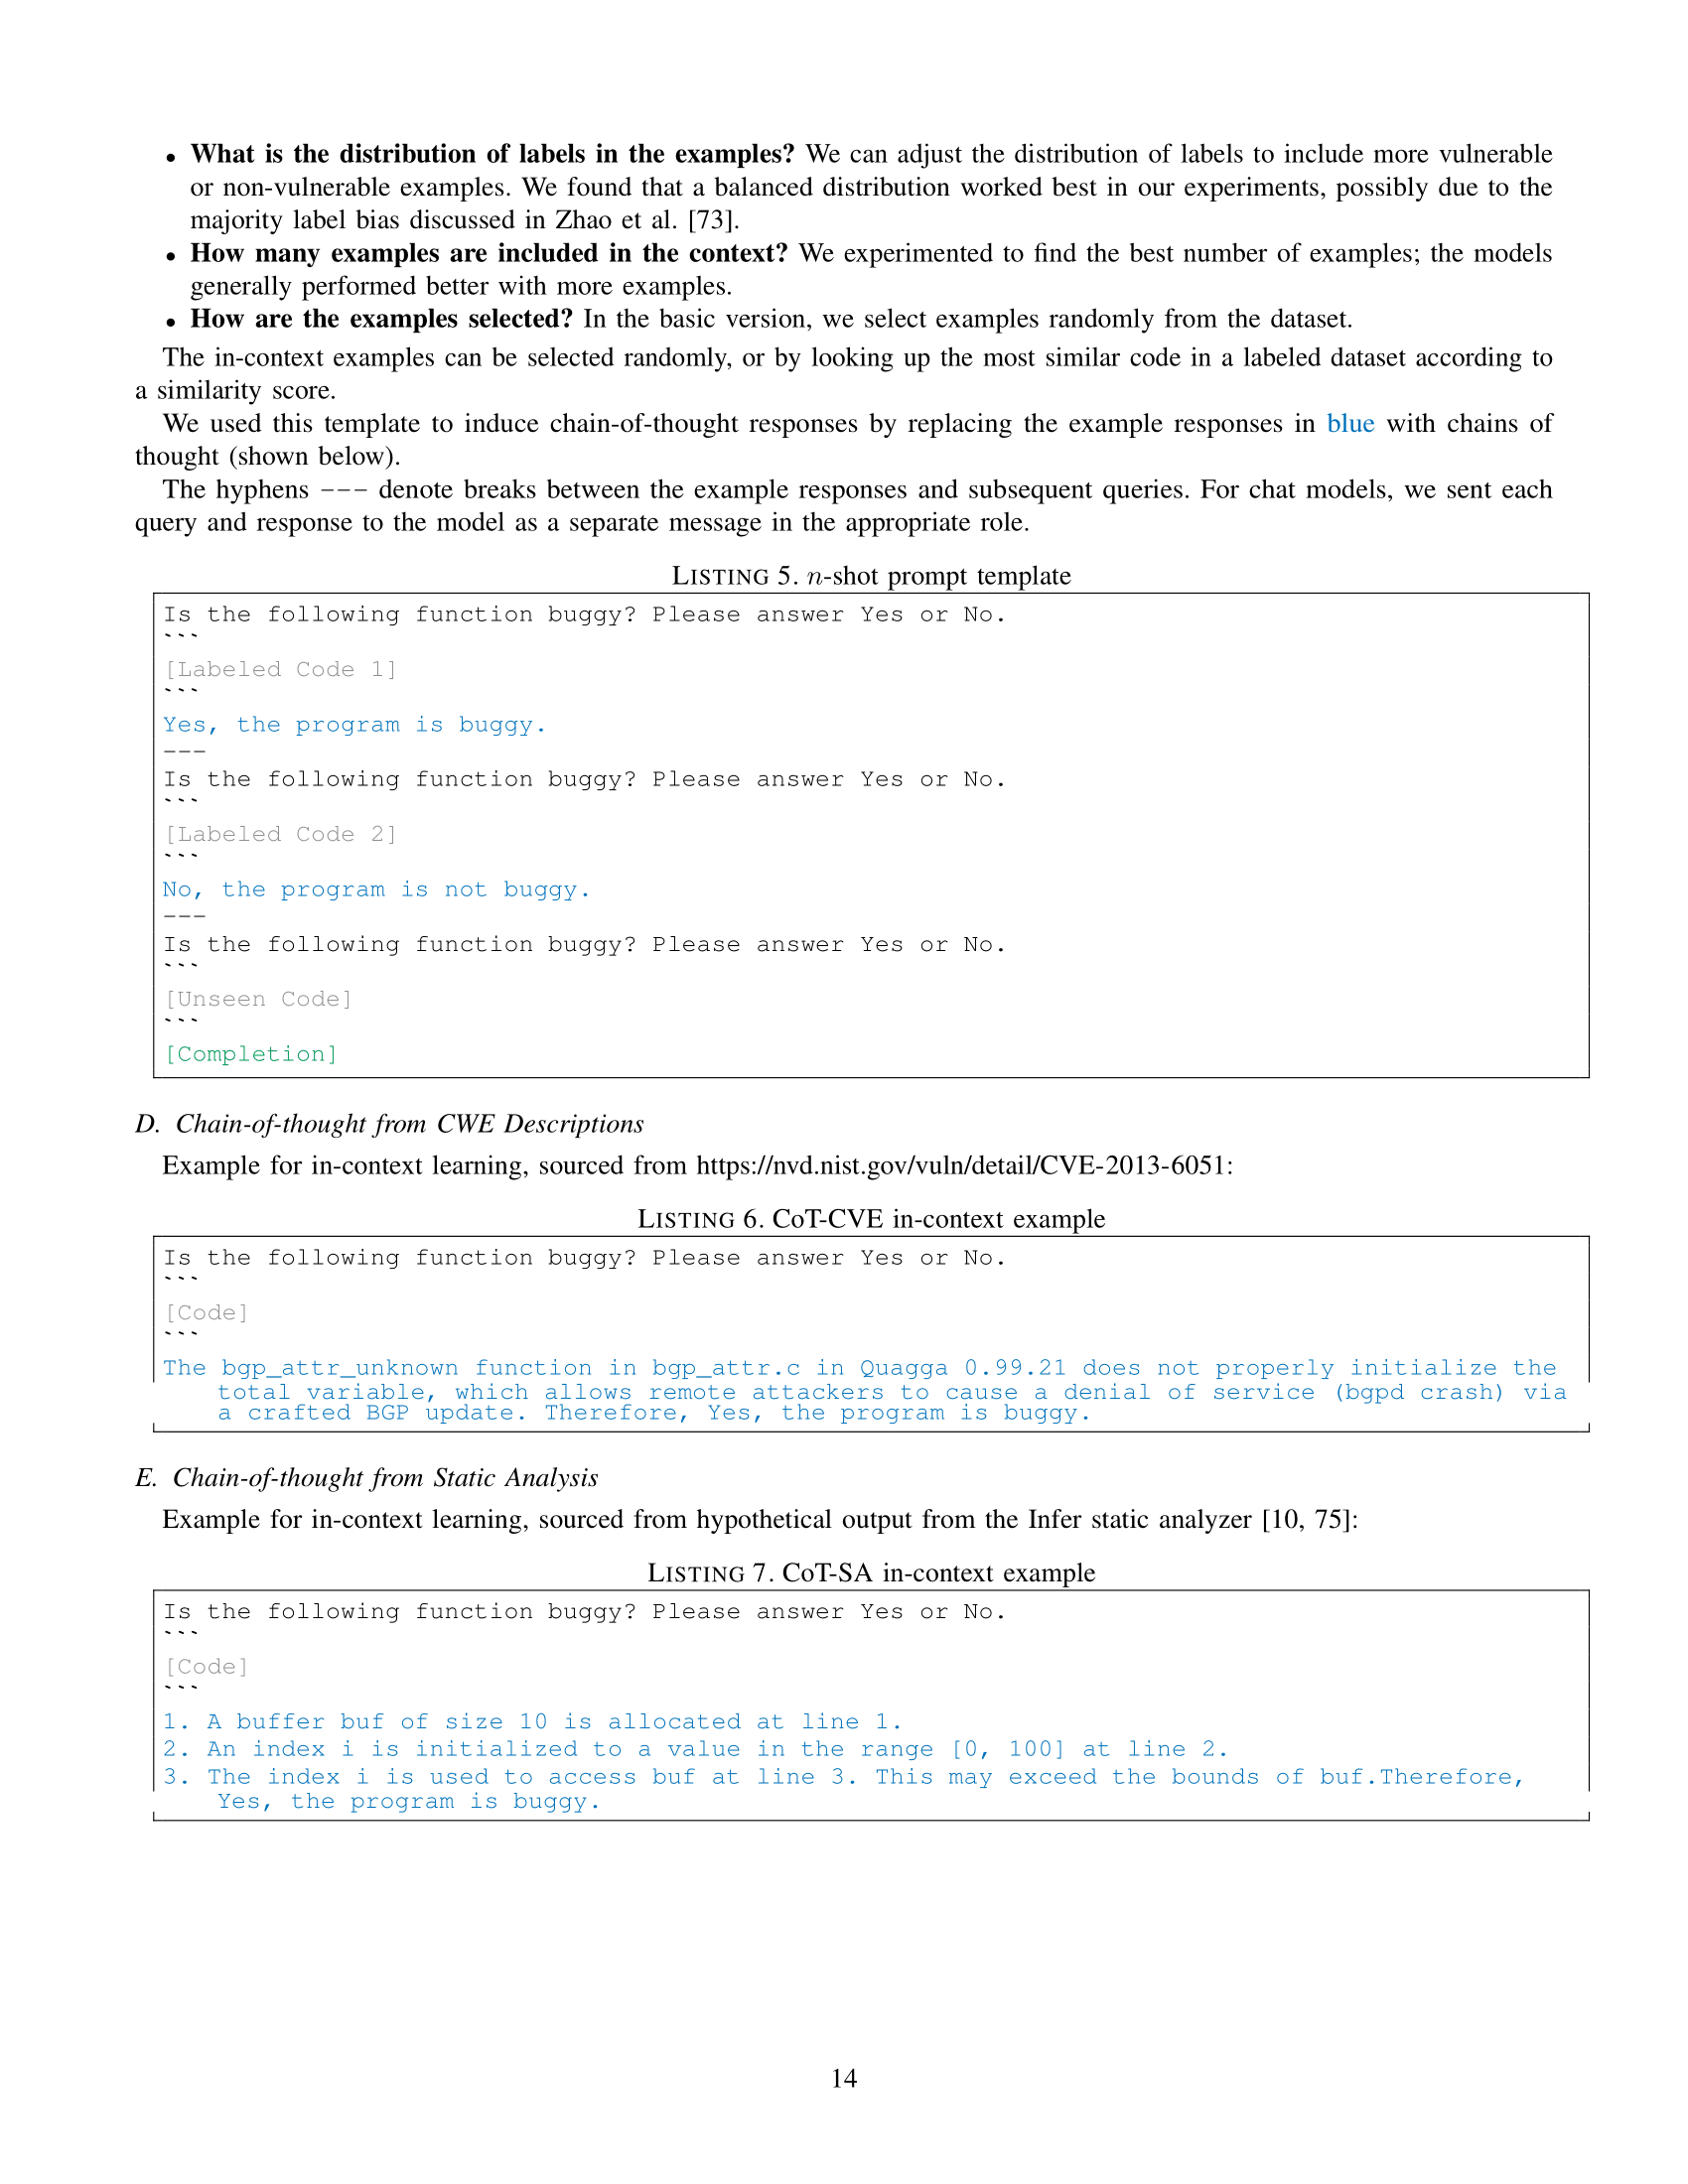 • What is the distribution of labels in the examples? We can adjust the distribution of labels to include more vulnerable
or non-vulnerable examples. We found that a balanced distribution worked best in our experiments, possibly due to the
majority label bias discussed in Zhao et al. [73].
• How many examples are included in the context? We experimented to find the best number of examples; the models
generally performed better with more examples.
• How are the examples selected? In the basic version, we select examples randomly from the dataset.
The in-context examples can be selected randomly, or by looking up the most similar code in a labeled dataset according to
a similarity score.
We used this template to induce chain-of-thought responses by replacing the example responses in blue with chains of
thought (shown below).
The hyphens --- denote breaks between the example responses and subsequent queries. For chat models, we sent each
query and response to the model as a separate message in the appropriate role.
LISTING 5. n-shot prompt template
Is the following function buggy? Please answer Yes or No.
```
[Labeled Code 1]
```
Yes, the program is buggy.
---
Is the following function buggy? Please answer Yes or No.
```
[Labeled Code 2]
```
No, the program is not buggy.
---
Is the following function buggy? Please answer Yes or No.
```
[Unseen Code]
```
[Completion]
D. Chain-of-thought from CWE Descriptions
Example for in-context learning, sourced from https://nvd.nist.gov/vuln/detail/CVE-2013-6051:
LISTING 6. CoT-CVE in-context example
Is the following function buggy? Please answer Yes or No.
```
[Code]
```
The bgp_attr_unknown function in bgp_attr.c in Quagga 0.99.21 does not properly initialize the
total variable, which allows remote attackers to cause a denial of service (bgpd crash) via
a crafted BGP update. Therefore, Yes, the program is buggy.
E. Chain-of-thought from Static Analysis
Example for in-context learning, sourced from hypothetical output from the Infer static analyzer [10, 75]:
LISTING 7. CoT-SA in-context example
Is the following function buggy? Please answer Yes or No.
```
[Code]
```
1. A buffer buf of size 10 is allocated at line 1.
2. An index i is initialized to a value in the range [0, 100] at line 2.
3. The index i is used to access buf at line 3. This may exceed the bounds of buf.Therefore,
Yes, the program is buggy.
14